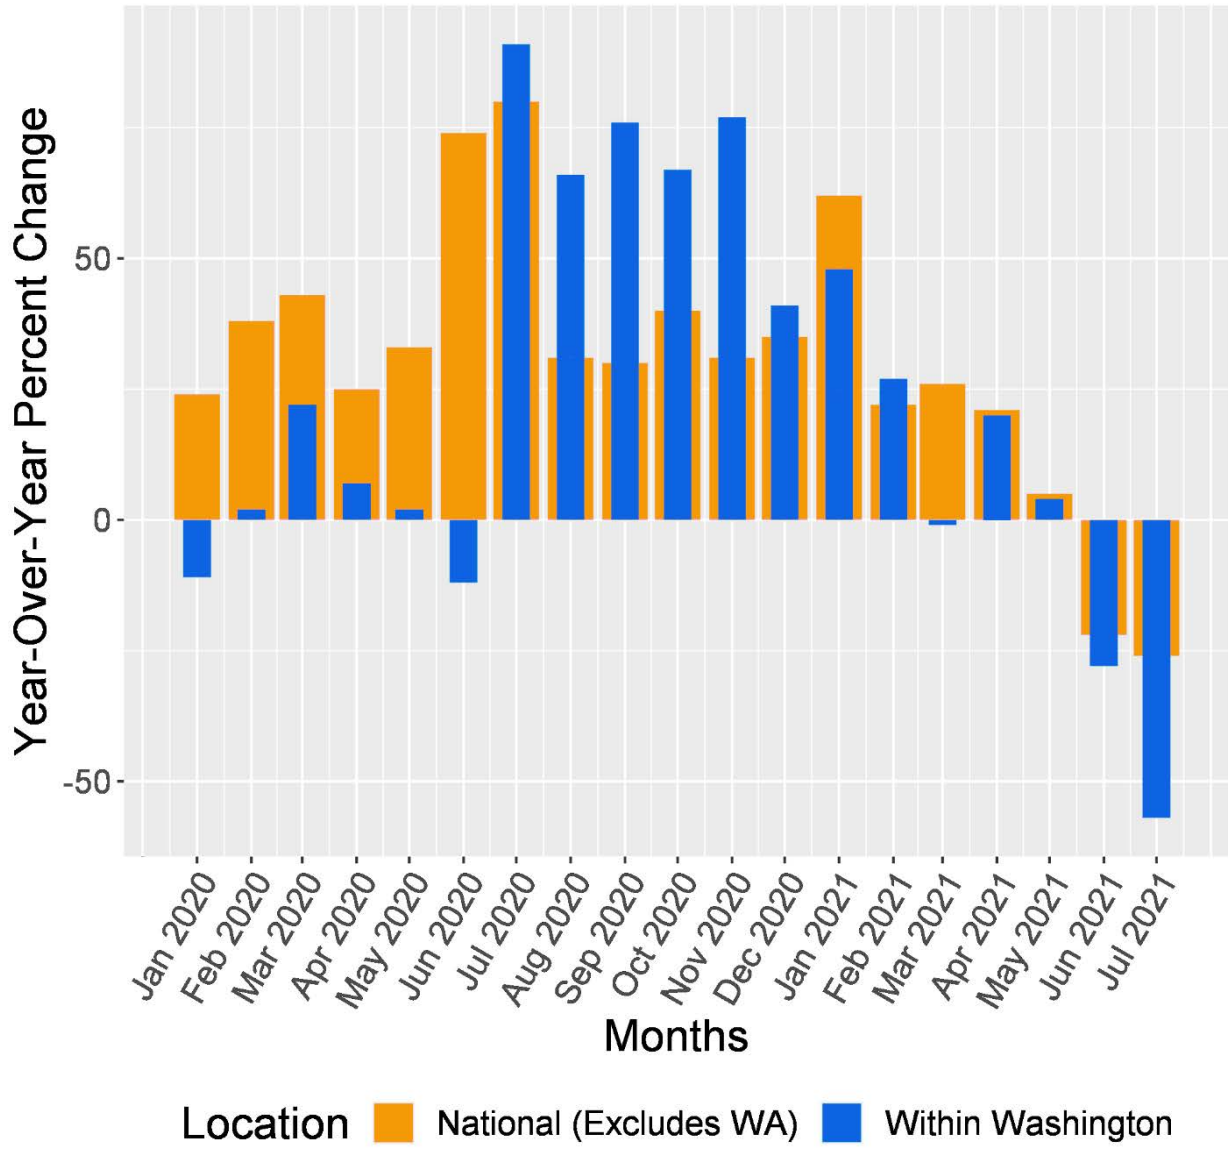 Year-Over-Year Percent Change
50
0
-50
Jan 2020
Feb 2020
Mar 2020
Apr 2020
May 2020
Jun 2020
Jul 2020
Aug 2020
Sep 2020
Oct 2020
Nov 2020
Dec 2020
Jan 2021
Feb 2021
Mar 2021
Apr 2021
May 2021
Jun 2021
Jul 2021
Months
Location National (Excludes WA) Within Washington